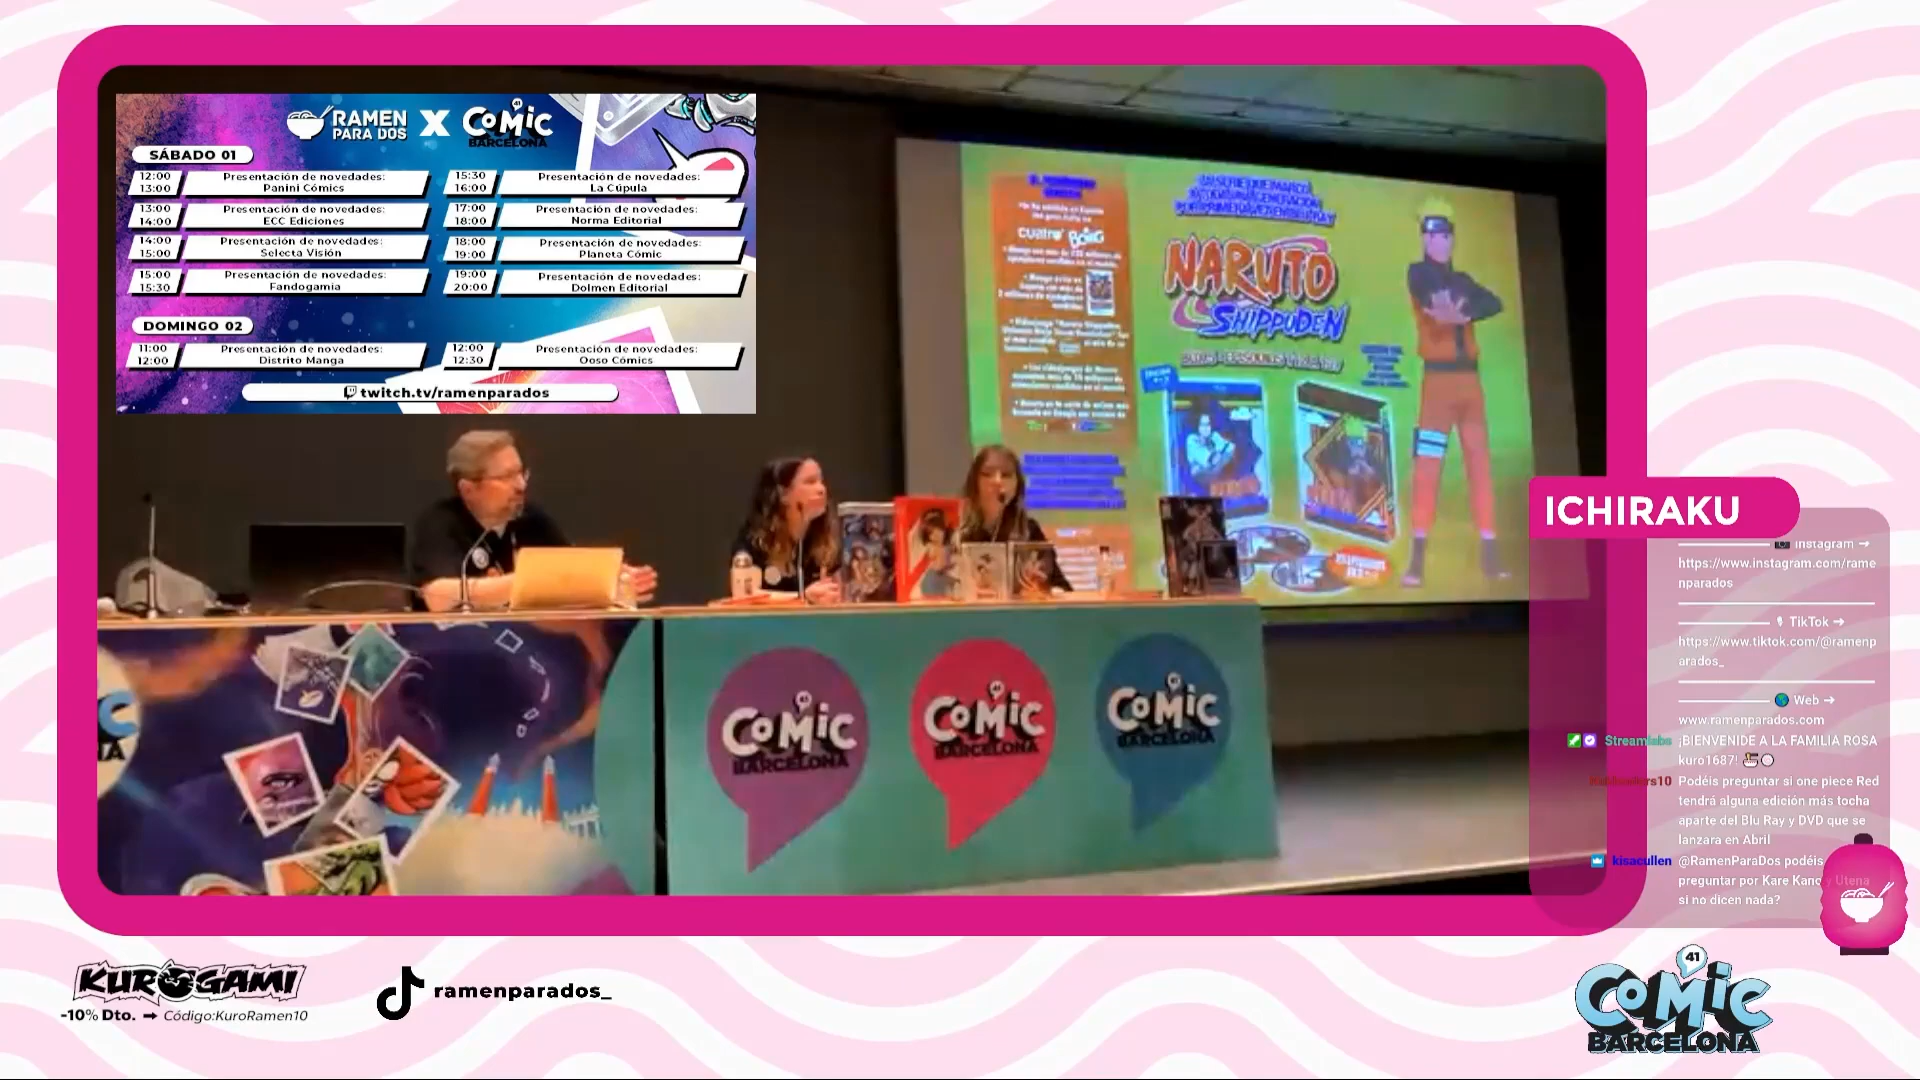 RAMEN
PARA DOS
X
41
COMIC
BARCELONA
SÁBADO 01
12:00
13:00
Presentación de novedades:
Panini Cómics
13:00
14:00
Presentación de novedades:
ECC Ediciones
14:00
15:00
Presentación de novedades:
Selecta Visión
15:00
15:30
Presentación de novedades:
Fandogamia
15:30
16:00
Presentación de novedades:
La Cúpula
17:00
18:00
Presentación de novedades:
Norma Editorial
18:00
19:00
Presentación de novedades:
Planeta Cómic
19:00
20:00
Presentación de novedades:
Dolmen Editorial
DOMINGO 02
11:00
12:00
Presentación de novedades:
Distrito Manga
12:00
12:30
Presentación de novedades:
Ooso Cómics
twitch.tv/ramenparados
cuatro
BOING
NARUTO
SHIPPUDEN
COMIC
BARCELONA
COMIC
BARCELONA
COMIC
BARCELONA
ICHIRAKU
Instagram →
https://www.instagram.com/rame
nparados
TikTok →
https://www.tiktok.com/@ramenp
arados_
Web →
www.ramenparados.com
Streamlabs ¡BIENVENIDE A LA FAMILIA ROSA
kuro1687!
Podéis preguntar si one piece Red
tendrá alguna edición más tocha
aparte del Blu Ray y DVD que se
lanzara en Abril
kisacullen @RamenParaDos podéis
preguntar por Kare Kano y Utena
si no dicen nada?
KUROGAMI
-10% Dto. → Código:KuroRamen10
ramenparados_
41
COMIC
BARCELONA